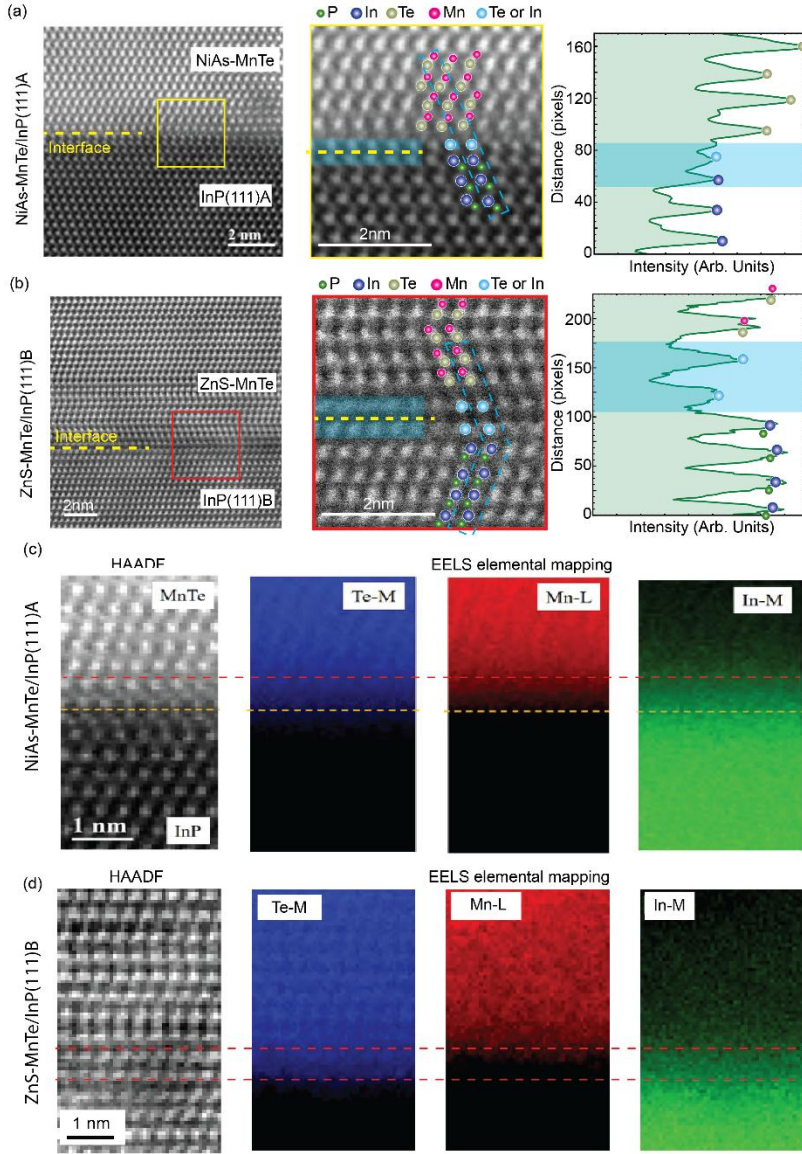 (a)
P In Te Mn Te or In
NiAs-MnTe/InP(111)A
NiAs-MnTe
Interface
InP(111)A
2 nm
2nm
Distance (pixels)
160
120
80
40
0
Intensity (Arb. Units)
(b)
P In Te Mn Te or In
ZnS-MnTe/InP(111)B
ZnS-MnTe
Interface
InP(111)B
2nm
2nm
Distance (pixels)
200
150
100
50
0
Intensity (Arb. Units)
(c)
HAADF
EELS elemental mapping
NiAs-MnTe/InP(111)A
MnTe
Te-M
Mn-L
In-M
1 nm
InP
(d)
HAADF
EELS elemental mapping
ZnS-MnTe/InP(111)B
Te-M
Mn-L
In-M
1 nm